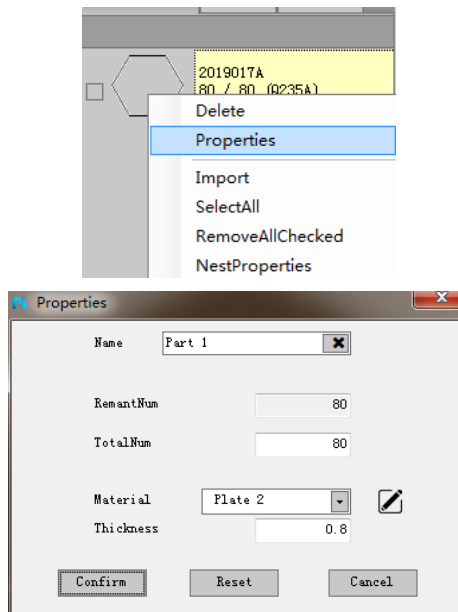 2019017A
80 / 80 (Q235A)
Delete
Properties
Import
SelectAll
RemoveAllChecked
NestProperties
Properties
Name Part 1
RemantNum 80
TotalNum 80
Material Plate 2
Thickness 0.8
Confirm Reset Cancel